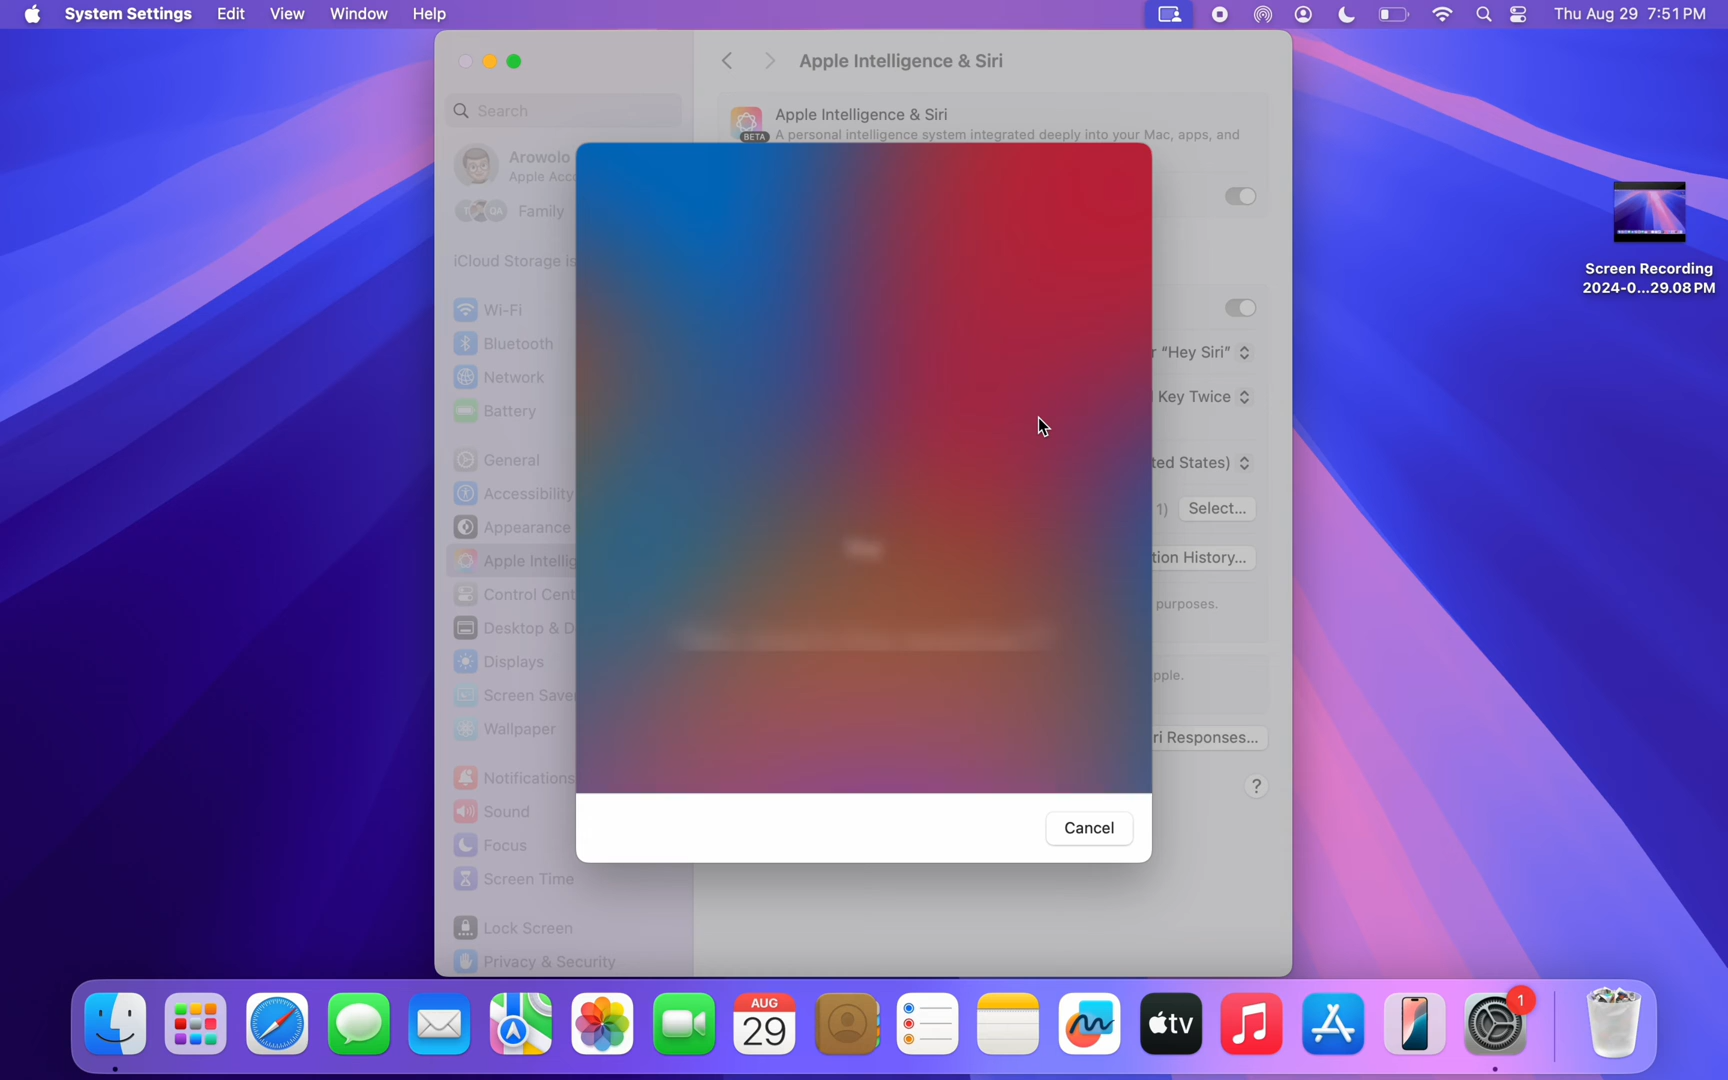 System Settings Edit View Window Help
Thu Aug 29 7:51 PM
Apple Intelligence & Siri
Search
Apple Intelligence & Siri
BETA
A personal intelligence system integrated deeply into your Mac, apps, and
Arowolo
Apple Acc
Family
iCloud Storage is
Wi-Fi
Bluetooth
Network
Battery
General
Accessibility
Appearance
Apple Intellig
Control Cent
Desktop & D
Displays
Screen Save
Wallpaper
Notifications
Sound
Focus
Screen Time
Lock Screen
Privacy & Security
r "Hey Siri"
Key Twice
ted States)
1) Select...
tion History...
purposes.
pple.
ri Responses...
?
Cancel
Screen Recording
2024-0...29.08 PM
AUG
29
tv
1